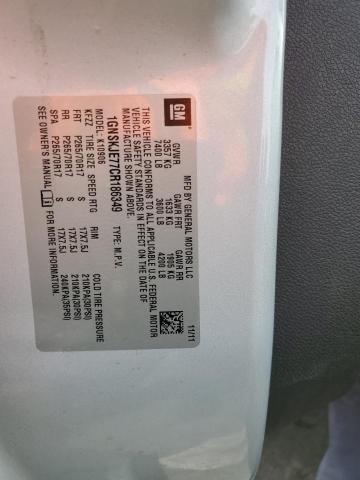 GM
MFD BY GENERAL MOTORS LLC 11/11
GVWR GAWR FRT GAWR RR
3357 KG 1633 KG 1905 KG
7400 LB 3600 LB 4200 LB
THIS VEHICLE CONFORMS TO ALL APPLICABLE U.S. FEDERAL MOTOR
VEHICLE SAFETY STANDARDS IN EFFECT ON THE DATE OF
MANUFACTURE SHOWN ABOVE.
1GNSKJE77CR186349 TYPE: M.P.V.
MODEL: K10906
KFZZ TIRE SIZE SPEED RTG RIM COLD TIRE PRESSURE
FRT P265/70R17 S 17X7.5J 210KPA(30PSI)
RR P265/70R17 S 17X7.5J 210KPA(30PSI)
SPA P265/70R17 S 17X7.5J 240KPA(35PSI)
SEE OWNER'S MANUAL FOR MORE INFORMATION.